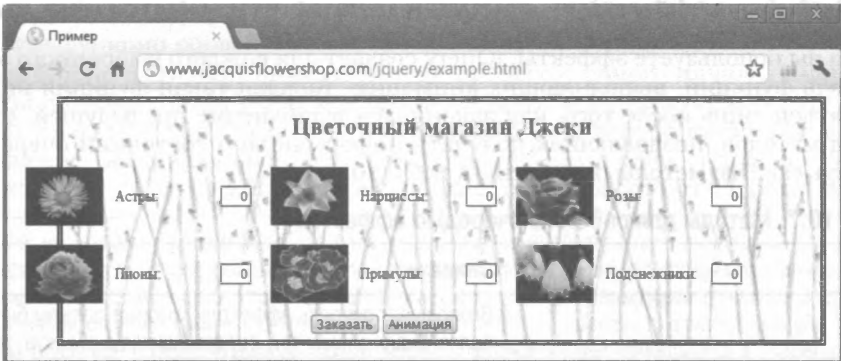 Пример
www.jacquisflowershop.com/jquery/example.html
Цветочный магазин Джеки
Астры: 0 Нарциссы: 0 Розы: 0
Пионы: 0 Примулы: 0 Подснежники: 0
Заказать Анимация